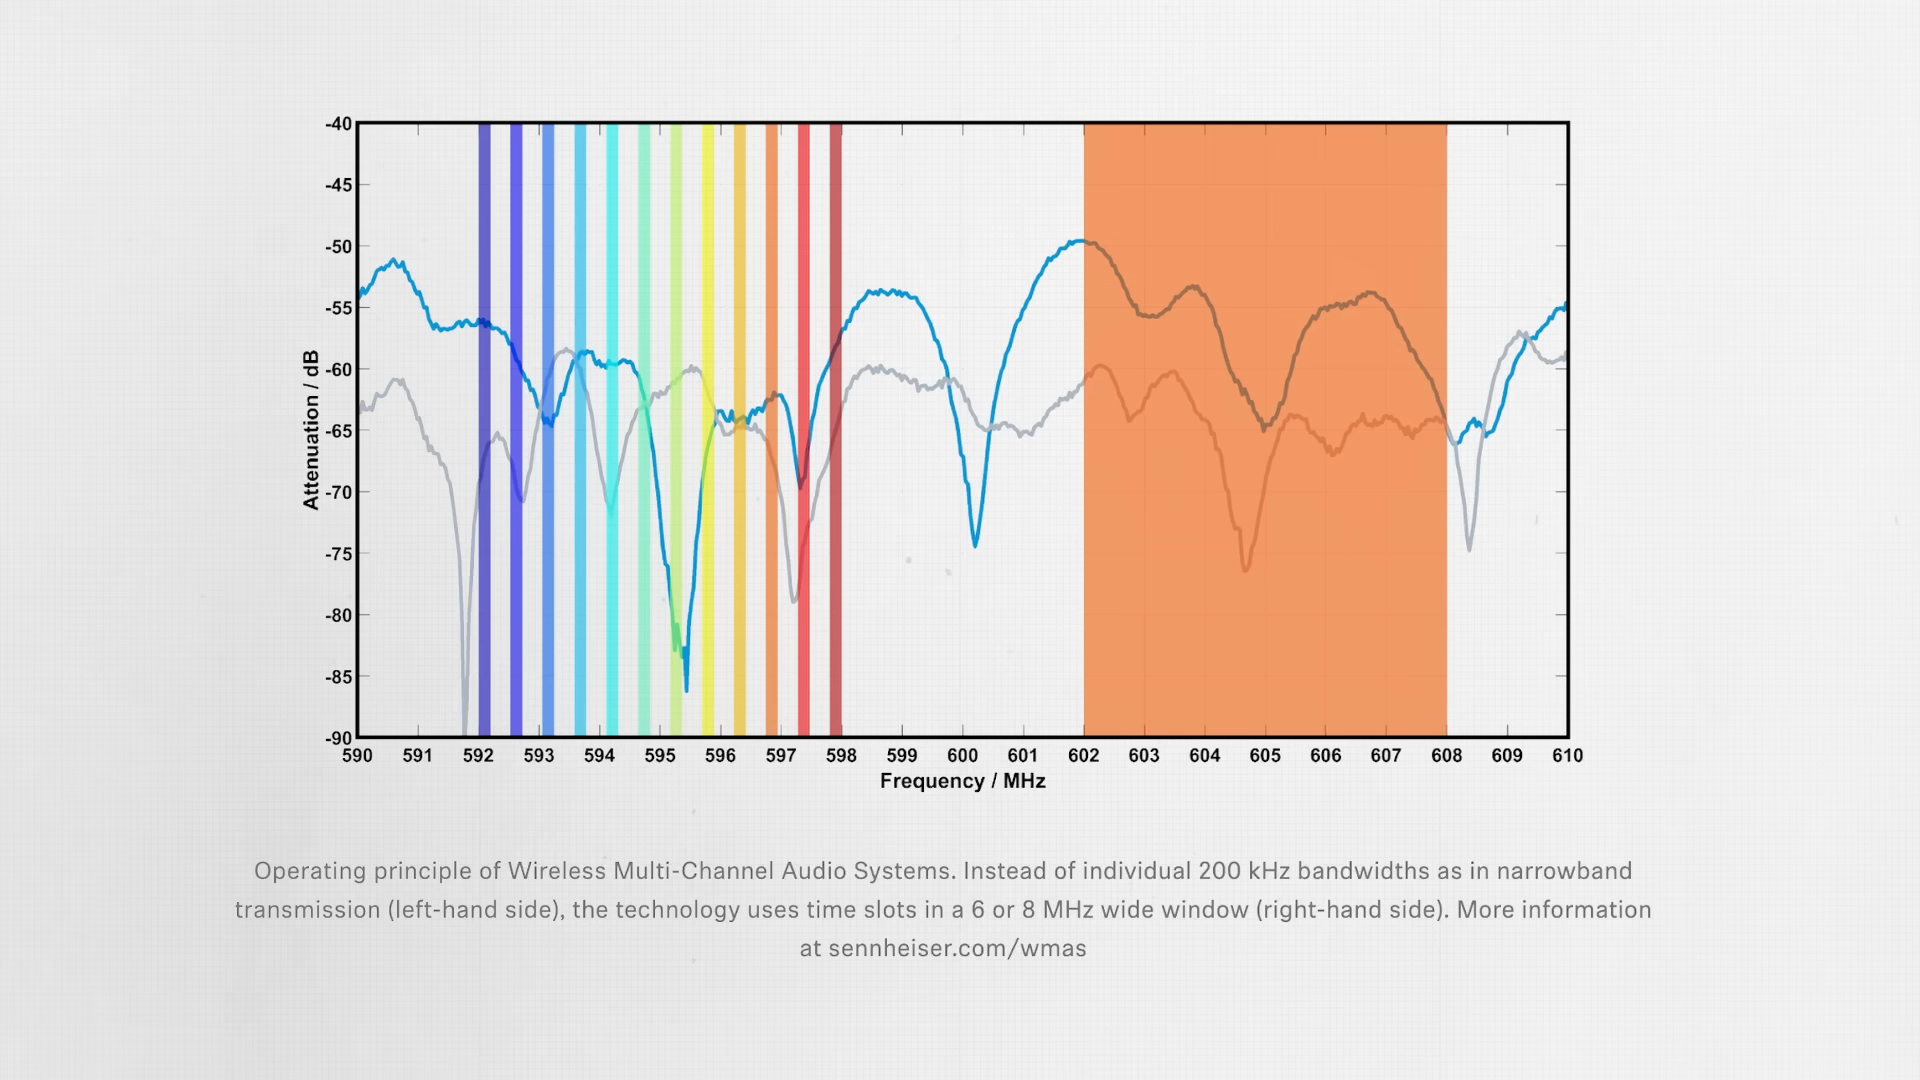 -40
-45
-50
-55
-60
-65
-70
-75
-80
-85
-90
Attenuation / dB
590 591 592 593 594 595 596 597 598 599 600 601 602 603 604 605 606 607 608 609 610
Frequency / MHz
Operating principle of Wireless Multi-Channel Audio Systems. Instead of individual 200 kHz bandwidths as in narrowband
transmission (left-hand side), the technology uses time slots in a 6 or 8 MHz wide window (right-hand side). More information
at sennheiser.com/wmas